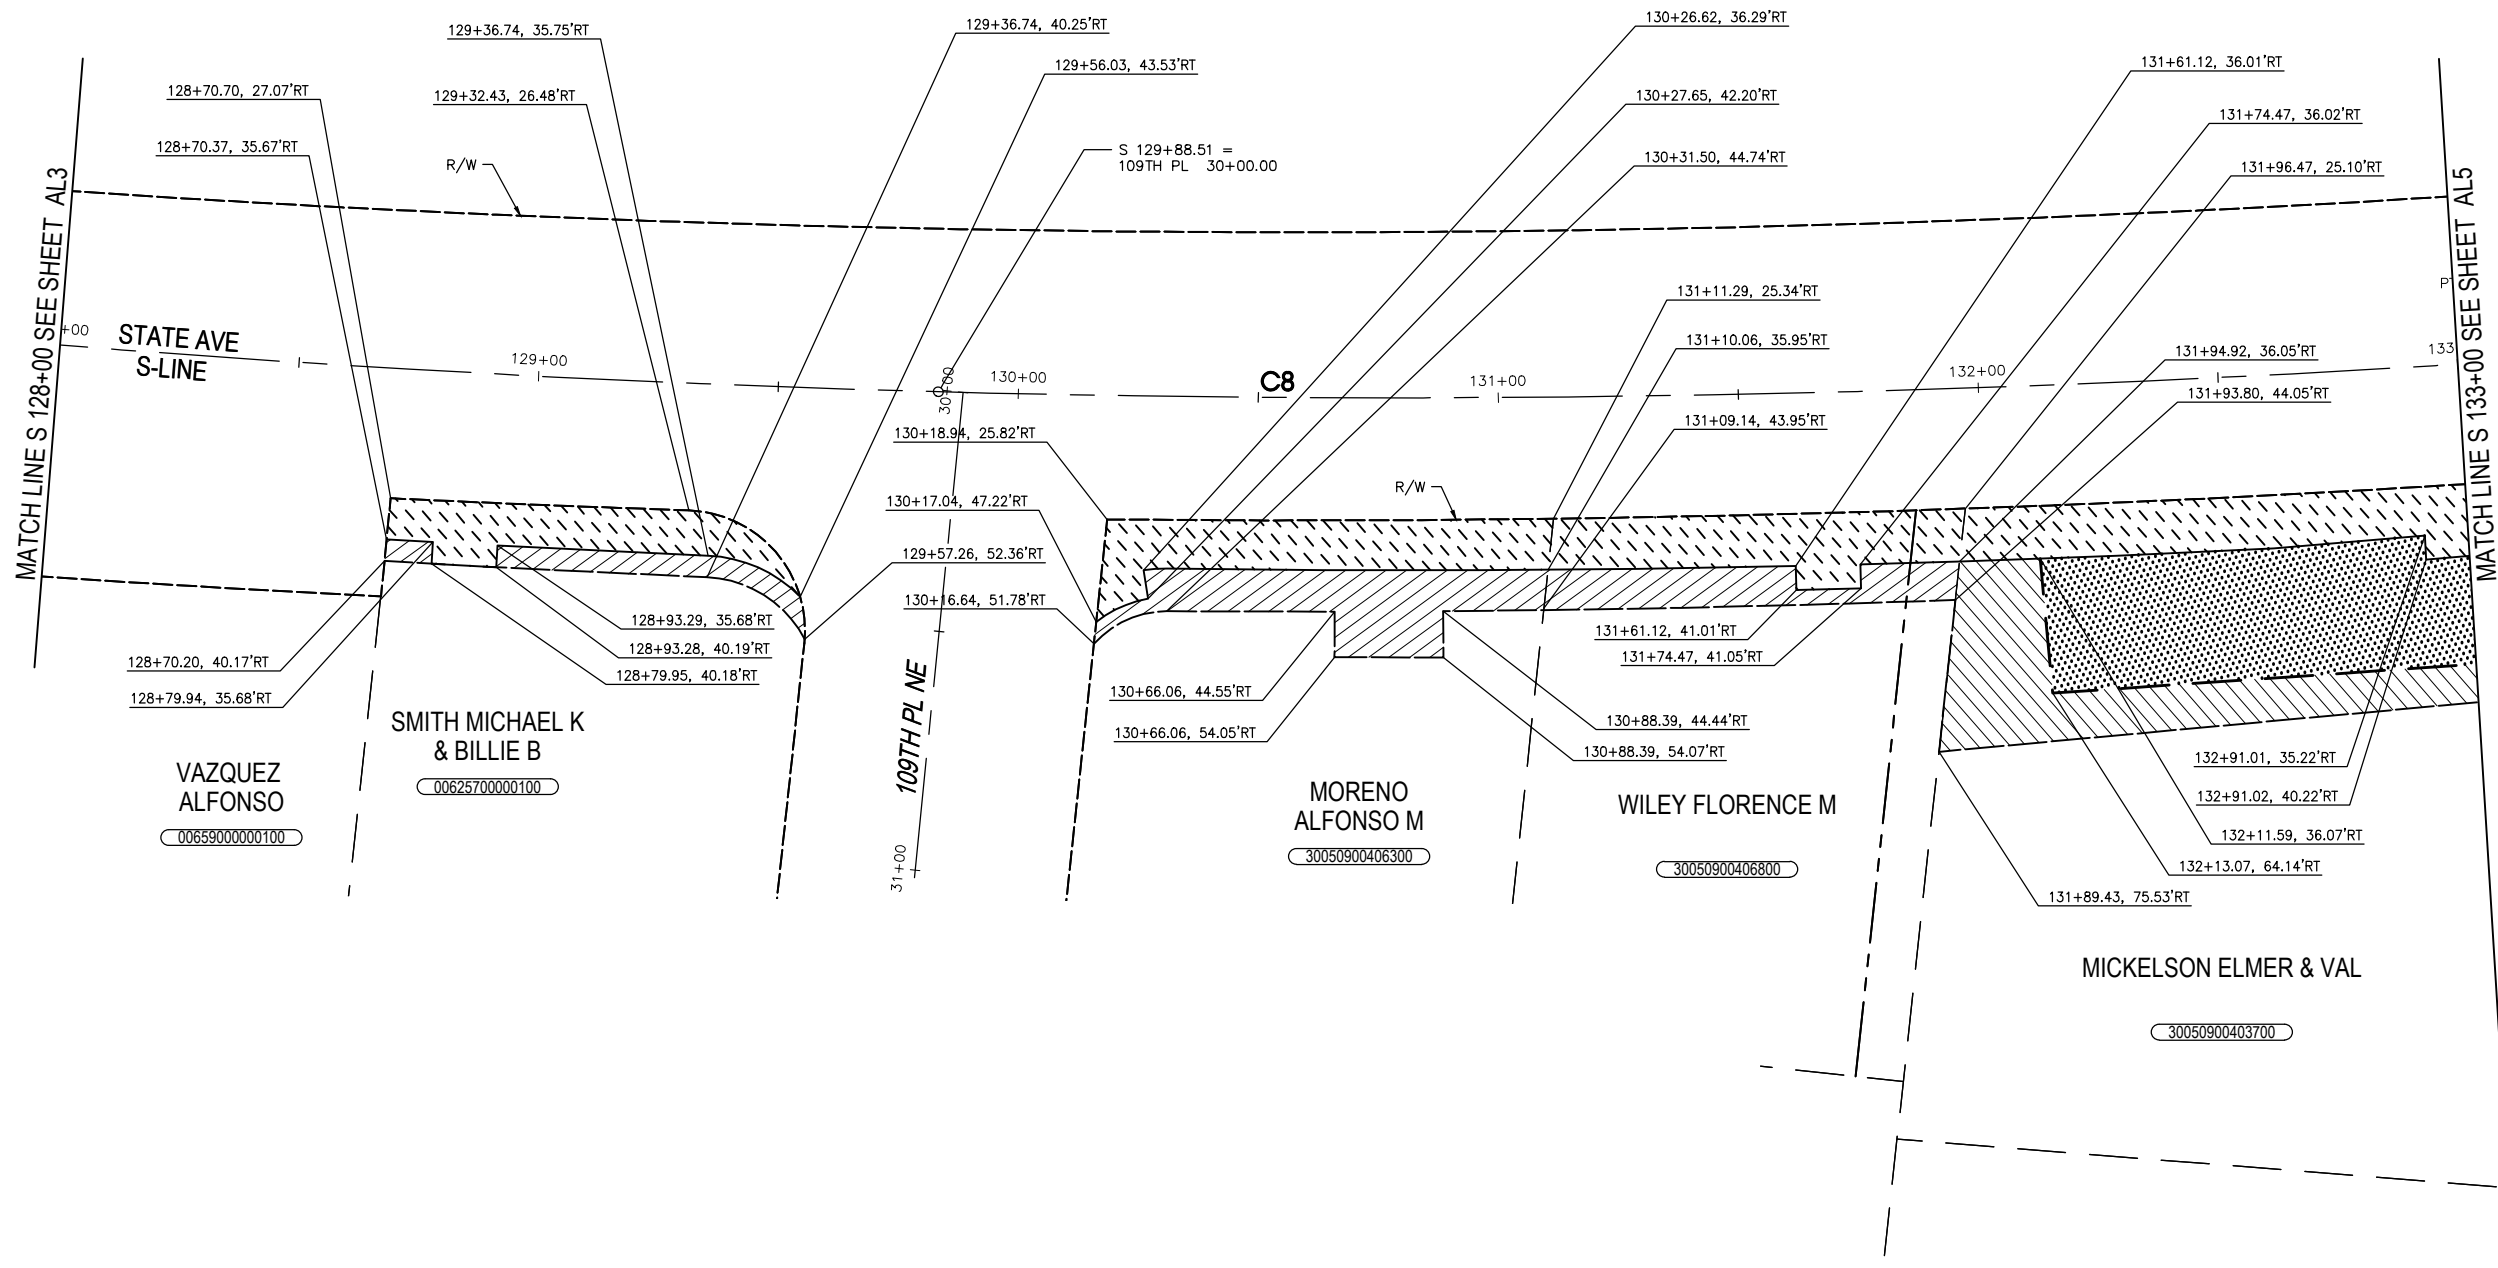 129+36.74, 35.75'RT
129+36.74, 40.25'RT
130+26.62, 36.29'RT
129+56.03, 43.53'RT
131+61.12, 36.01'RT
128+70.70, 27.07'RT
129+32.43, 26.48'RT
130+27.65, 42.20'RT
131+74.47, 36.02'RT
128+70.37, 35.67'RT
R/W
S 129+88.51 =
109TH PL 30+00.00
130+31.50, 44.74'RT
131+96.47, 25.10'RT
MATCH LINE S 128+00 SEE SHEET AL3
MATCH LINE S 133+00 SEE SHEET AL5
131+11.29, 25.34'RT
+00
STATE AVE
S-LINE
129+00
30+00
130+00
C8
131+00
132+00
133
131+10.06, 35.95'RT
131+94.92, 36.05'RT
131+93.80, 44.05'RT
131+09.14, 43.95'RT
130+18.94, 25.82'RT
R/W
130+17.04, 47.22'RT
129+57.26, 52.36'RT
130+16.64, 51.78'RT
128+93.29, 35.68'RT
128+93.28, 40.19'RT
128+79.95, 40.18'RT
131+61.12, 41.01'RT
131+74.47, 41.05'RT
128+70.20, 40.17'RT
128+79.94, 35.68'RT
130+66.06, 44.55'RT
130+66.06, 54.05'RT
130+88.39, 44.44'RT
130+88.39, 54.07'RT
109TH PL NE
31+00
132+91.01, 35.22'RT
132+91.02, 40.22'RT
132+11.59, 36.07'RT
132+13.07, 64.14'RT
131+89.43, 75.53'RT
VAZQUEZ
ALFONSO
00659000000100
SMITH MICHAEL K
& BILLIE B
00625700000100
MORENO
ALFONSO M
30050900406300
WILEY FLORENCE M
30050900406800
MICKELSON ELMER & VAL
30050900403700